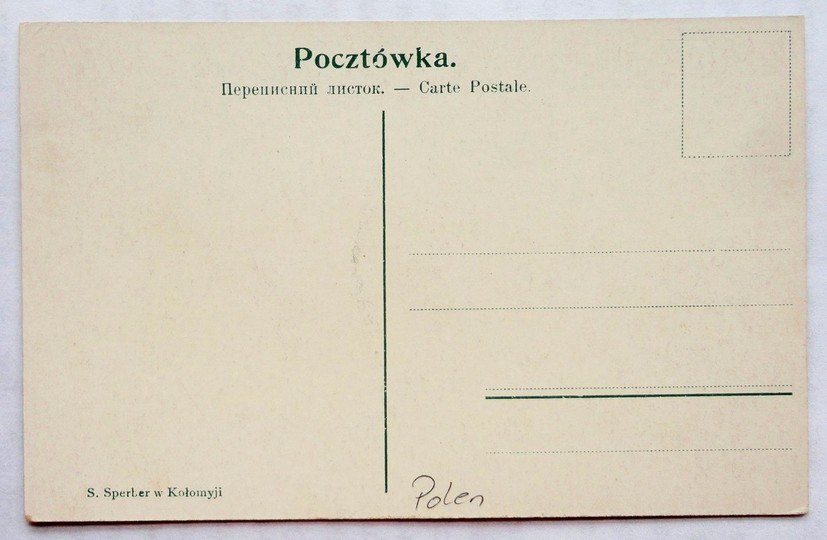 Pocztówka.
Переписний листок. — Carte Postale.
S. Sperber w Kołomyji
Polen